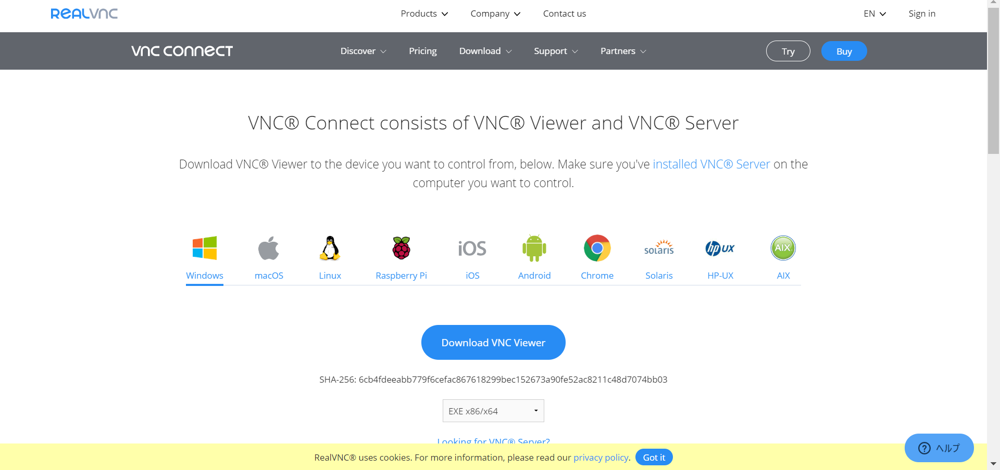 REALVNC
Products
Company
Contact us
EN
Sign in
VNC CONNECT
Discover
Pricing
Download
Support
Partners
Try
Buy
VNC® Connect consists of VNC® Viewer and VNC® Server
Download VNC® Viewer to the device you want to control from, below. Make sure you've installed VNC® Server on the
computer you want to control.
iOS
solaris
hp UX
AIX
Windows
macOS
Linux
Raspberry Pi
iOS
Android
Chrome
Solaris
HP-UX
AIX
Download VNC Viewer
SHA-256: 6cb4fdeeabb779f6cefac867618299bec152673a90fe52ac8211c48d7074bb03
EXE x86/x64
Looking for VNC® Server?
RealVNC® uses cookies. For more information, please read our privacy policy.
Got it
ヘルプ